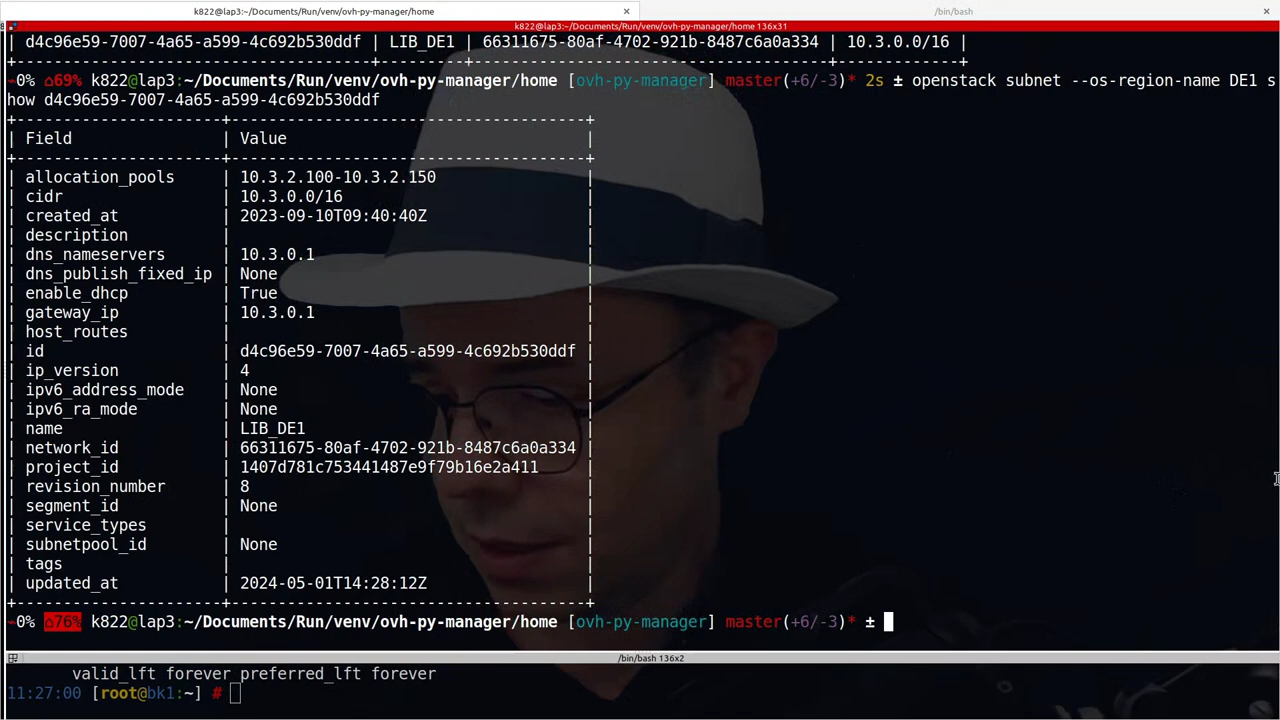 k822@lap3:~/Documents/Run/venv/ovh-py-manager/home × /bin/bash ×
k822@lap3:~/Documents/Run/venv/ovh-py-manager/home 136x31
| d4c96e59-7007-4a65-a599-4c692b530ddf | LIB_DE1 | 66311675-80af-4702-921b-8487c6a0a334 | 10.3.0.0/16 |
+--------------------------------------+---------+--------------------------------------+-------------+
~0% ⌂69% k822@lap3:~/Documents/Run/venv/ovh-py-manager/home [ovh-py-manager] master(+6/-3)* 2s ± openstack subnet --os-region-name DE1 s
how d4c96e59-7007-4a65-a599-4c692b530ddf
+----------------------+--------------------------------------+
| Field | Value |
+----------------------+--------------------------------------+
| allocation_pools | 10.3.2.100-10.3.2.150 |
| cidr | 10.3.0.0/16 |
| created_at | 2023-09-10T09:40:40Z |
| description | |
| dns_nameservers | 10.3.0.1 |
| dns_publish_fixed_ip | None |
| enable_dhcp | True |
| gateway_ip | 10.3.0.1 |
| host_routes | |
| id | d4c96e59-7007-4a65-a599-4c692b530ddf |
| ip_version | 4 |
| ipv6_address_mode | None |
| ipv6_ra_mode | None |
| name | LIB_DE1 |
| network_id | 66311675-80af-4702-921b-8487c6a0a334 |
| project_id | 1407d781c753441487e9f79b16e2a411 |
| revision_number | 8 |
| segment_id | None |
| service_types | |
| subnetpool_id | None |
| tags | |
| updated_at | 2024-05-01T14:28:12Z |
+----------------------+--------------------------------------+
~0% ⌂76% k822@lap3:~/Documents/Run/venv/ovh-py-manager/home [ovh-py-manager] master(+6/-3)* ±
/bin/bash 136x2
valid_lft forever preferred_lft forever
11:27:00 [root@bk1:~] #